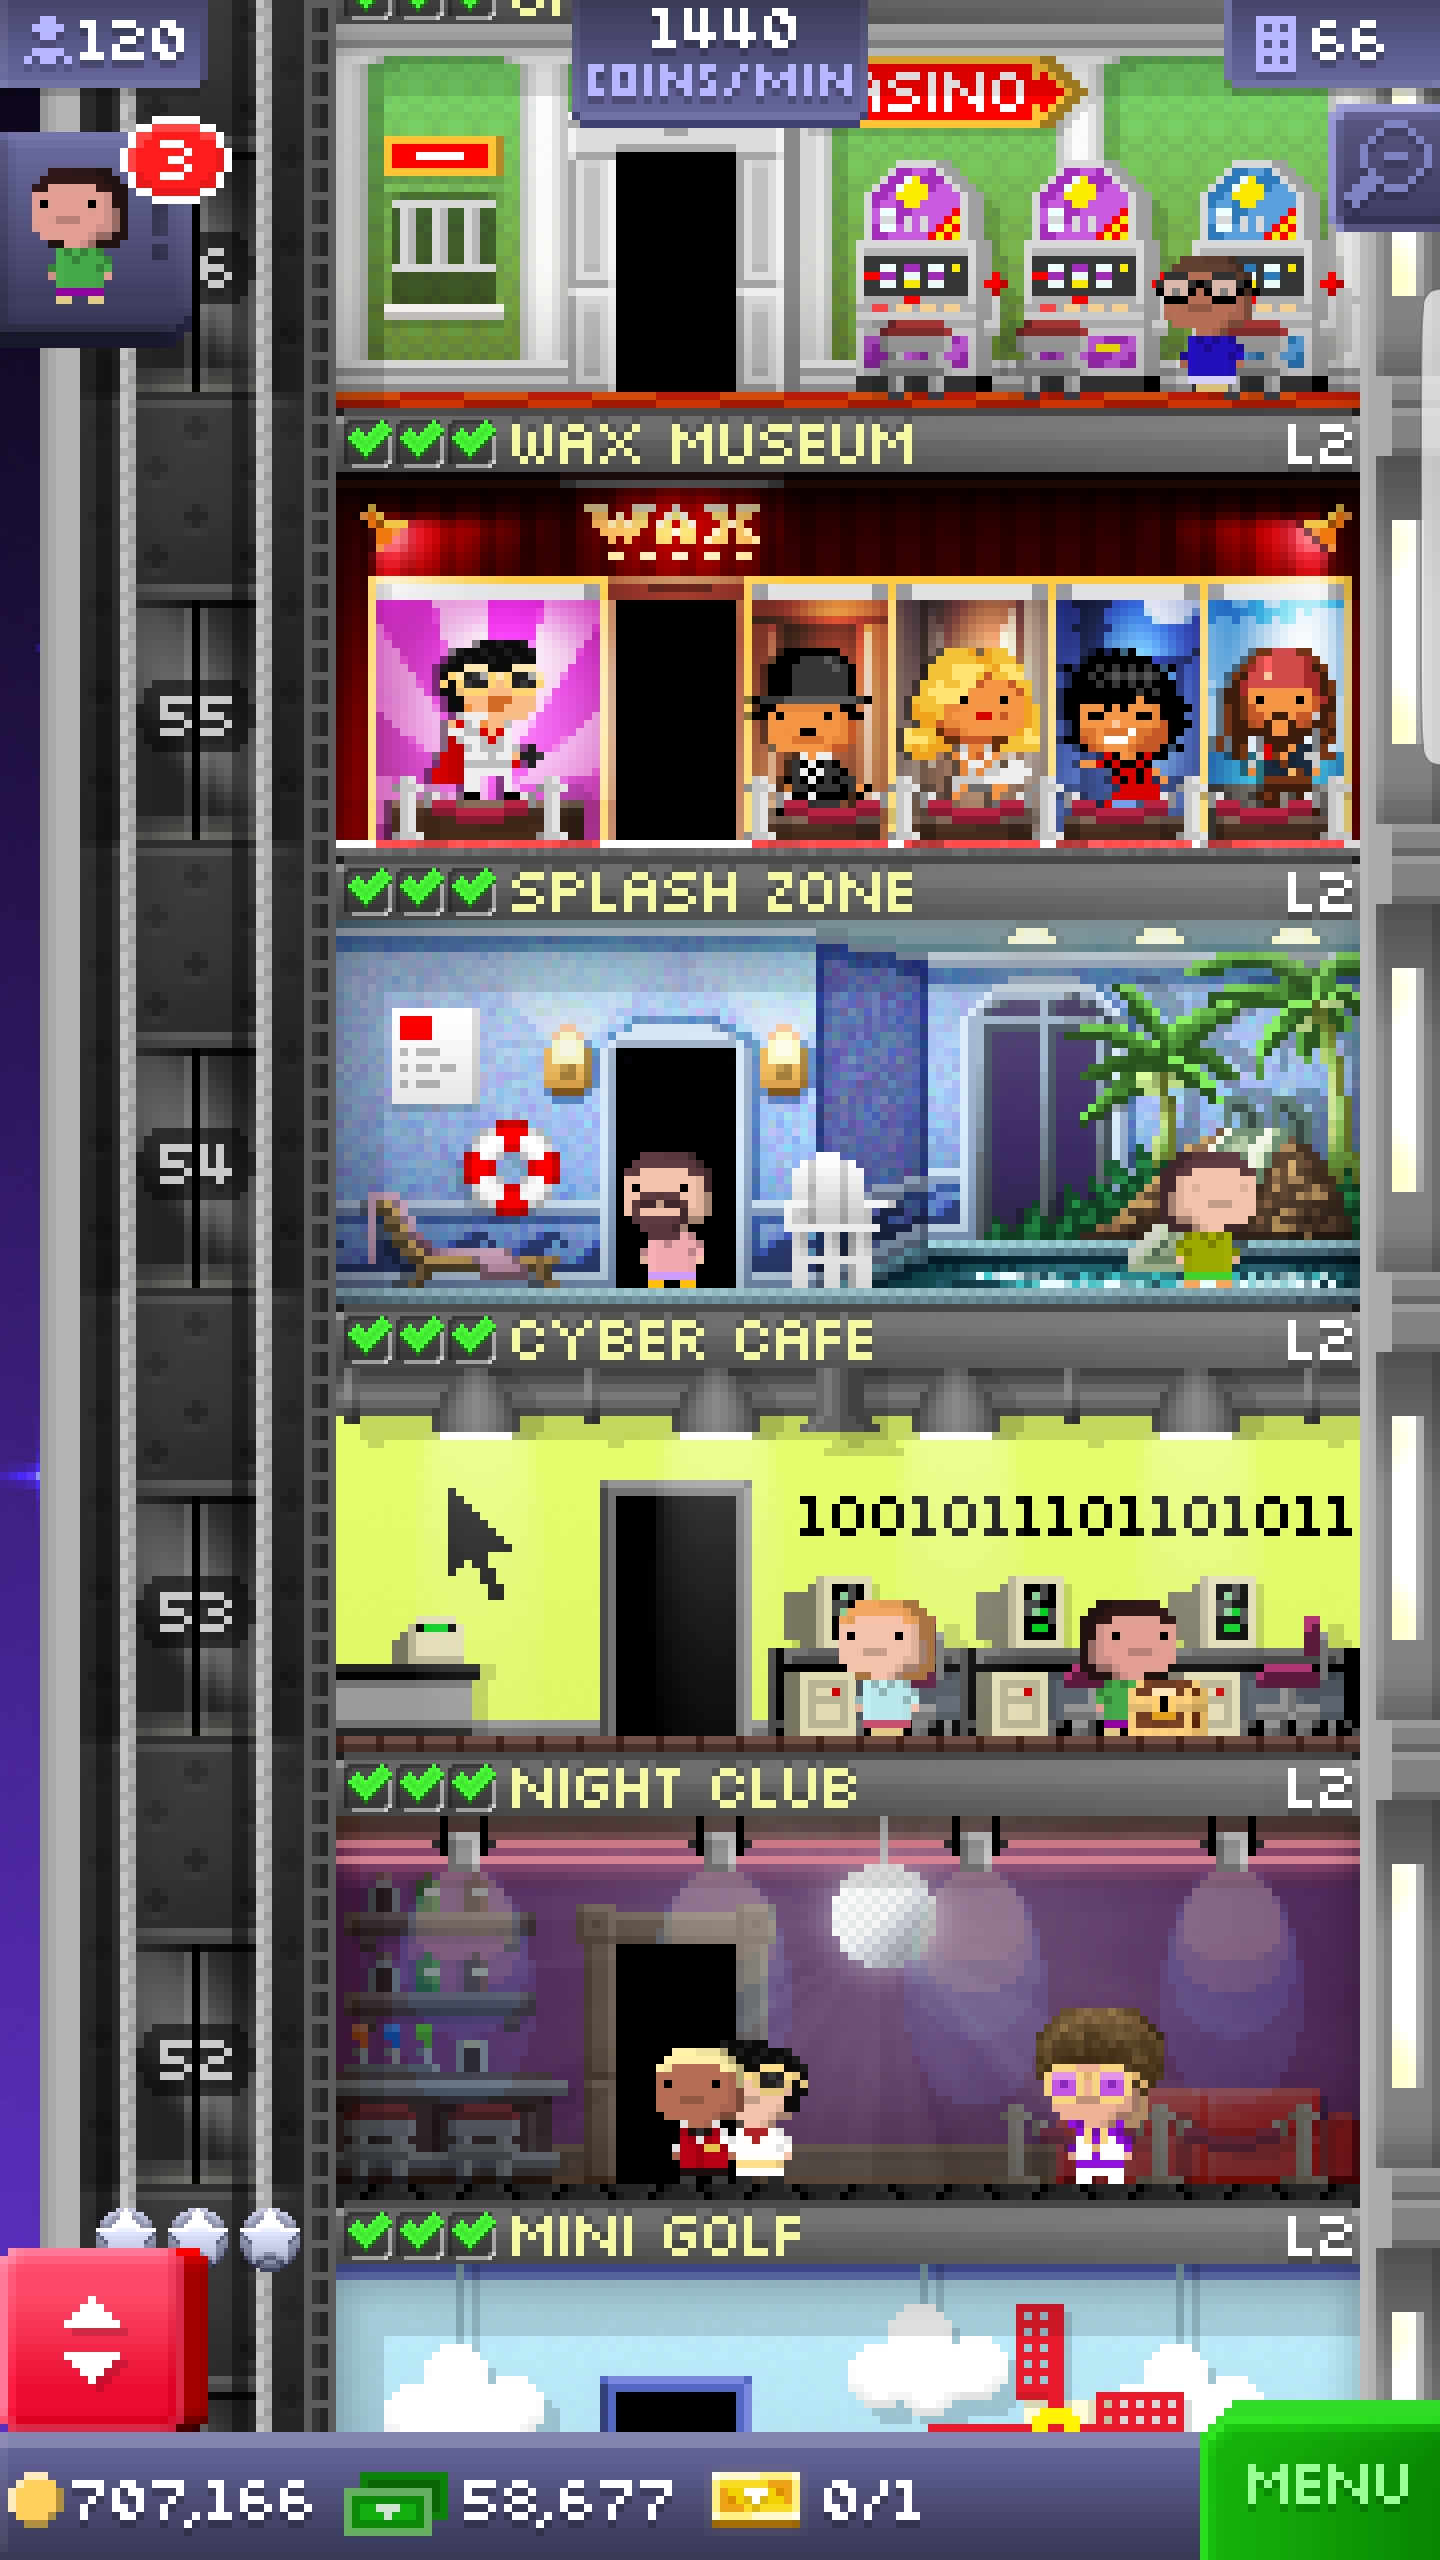 120
1440
COINS/MIN
66
3
ASINO
6
WAX MUSEUM L2
WAX
55
SPLASH ZONE L2
54
CYBER CAFE L2
1001011101101011
53
NIGHT CLUB L2
52
MINI GOLF L2
707,166
58,677
0/1
MENU